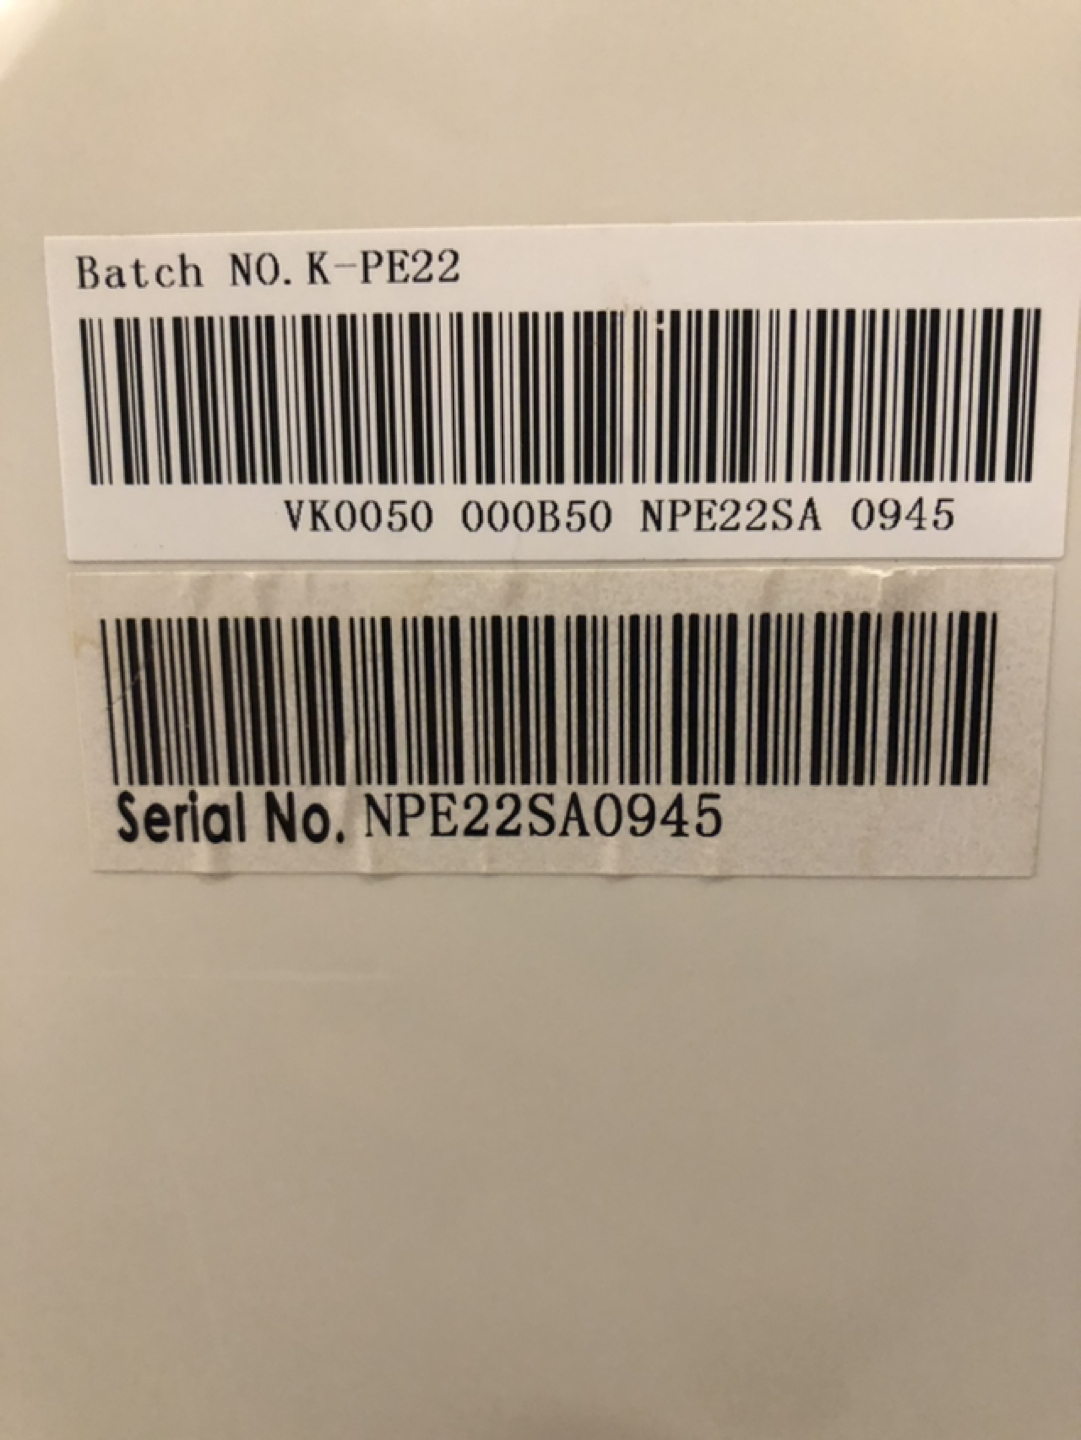 Batch NO. K-PE22
VK0050 000B50 NPE22SA 0945
Serial No. NPE22SA0945